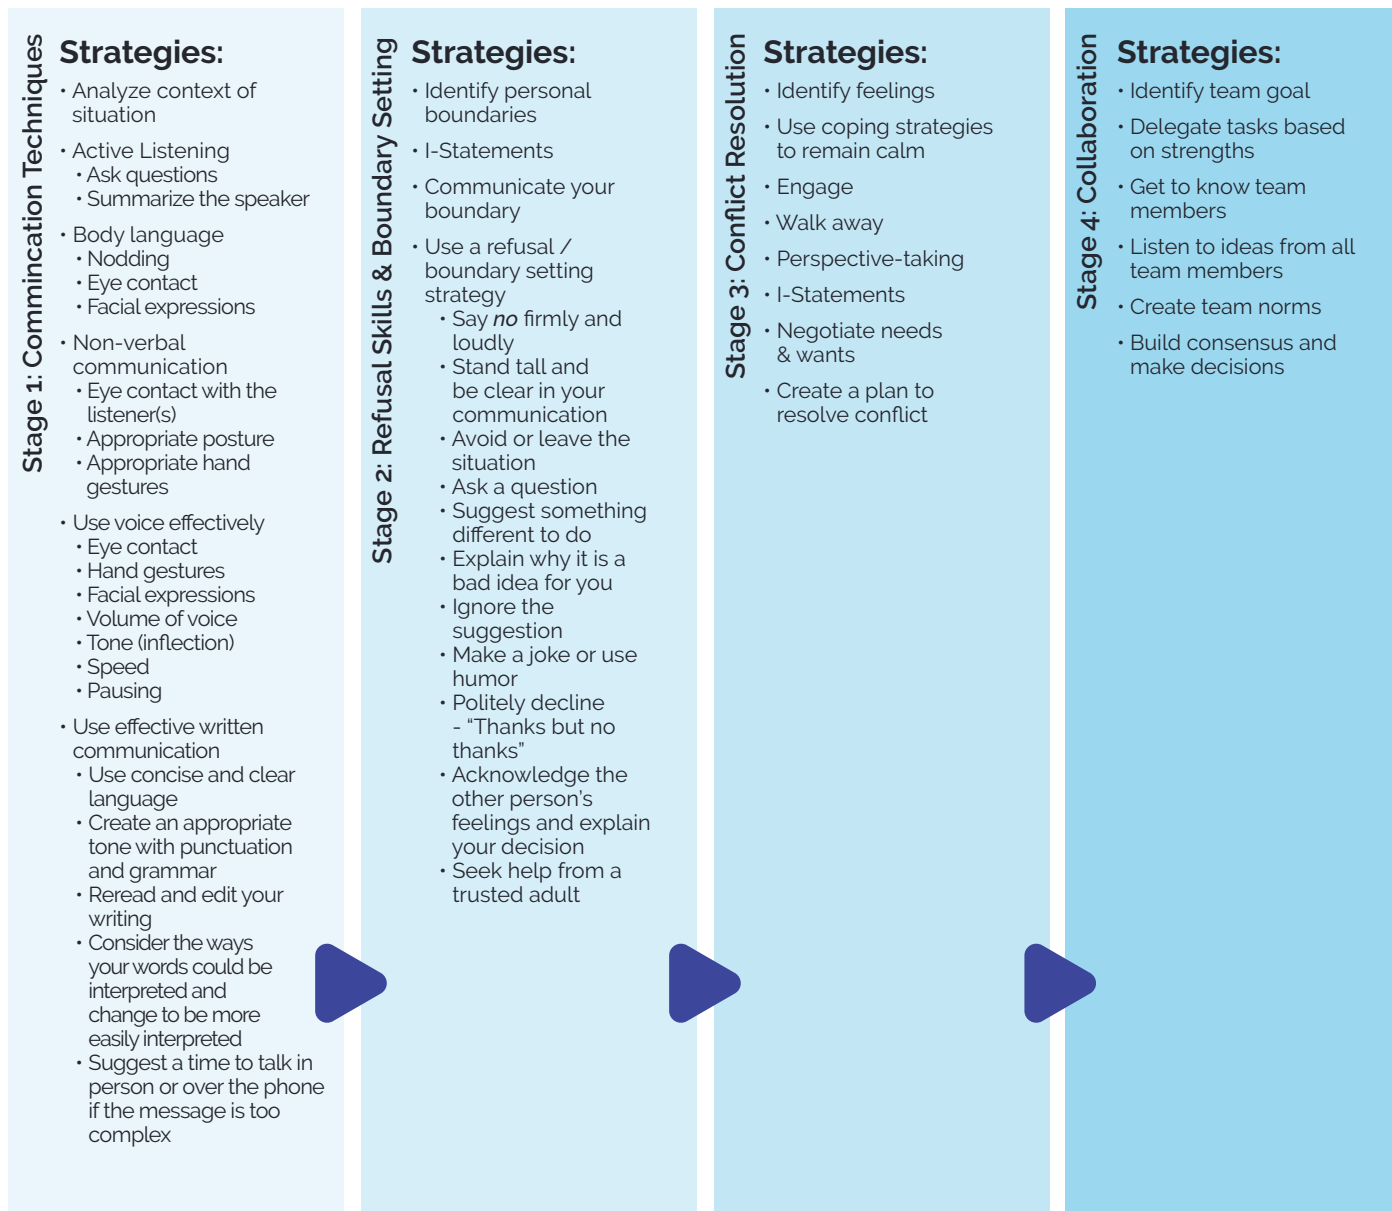 Stage 1: Commincation Techniques
Strategies:
• Analyze context of
situation
• Active Listening
• Ask questions
• Summarize the speaker
• Body language
• Nodding
• Eye contact
• Facial expressions
• Non-verbal
communication
• Eye contact with the
listener(s)
• Appropriate posture
• Appropriate hand
gestures
• Use voice effectively
• Eye contact
• Hand gestures
• Facial expressions
• Volume of voice
• Tone (inflection)
• Speed
• Pausing
• Use effective written
communication
• Use concise and clear
language
• Create an appropriate
tone with punctuation
and grammar
• Reread and edit your
writing
• Consider the ways
your words could be
interpreted and
change to be more
easily interpreted
• Suggest a time to talk in
person or over the phone
if the message is too
complex
Stage 2: Refusal Skills & Boundary Setting
Strategies:
• Identify personal
boundaries
• I-Statements
• Communicate your
boundary
• Use a refusal /
boundary setting
strategy
• Say no firmly and
loudly
• Stand tall and
be clear in your
communication
• Avoid or leave the
situation
• Ask a question
• Suggest something
different to do
• Explain why it is a
bad idea for you
• Ignore the
suggestion
• Make a joke or use
humor
• Politely decline
- “Thanks but no
thanks”
• Acknowledge the
other person’s
feelings and explain
your decision
• Seek help from a
trusted adult
Stage 3: Conflict Resolution
Strategies:
• Identify feelings
• Use coping strategies
to remain calm
• Engage
• Walk away
• Perspective-taking
• I-Statements
• Negotiate needs
& wants
• Create a plan to
resolve conflict
Stage 4: Collaboration
Strategies:
• Identify team goal
• Delegate tasks based
on strengths
• Get to know team
members
• Listen to ideas from all
team members
• Create team norms
• Build consensus and
make decisions